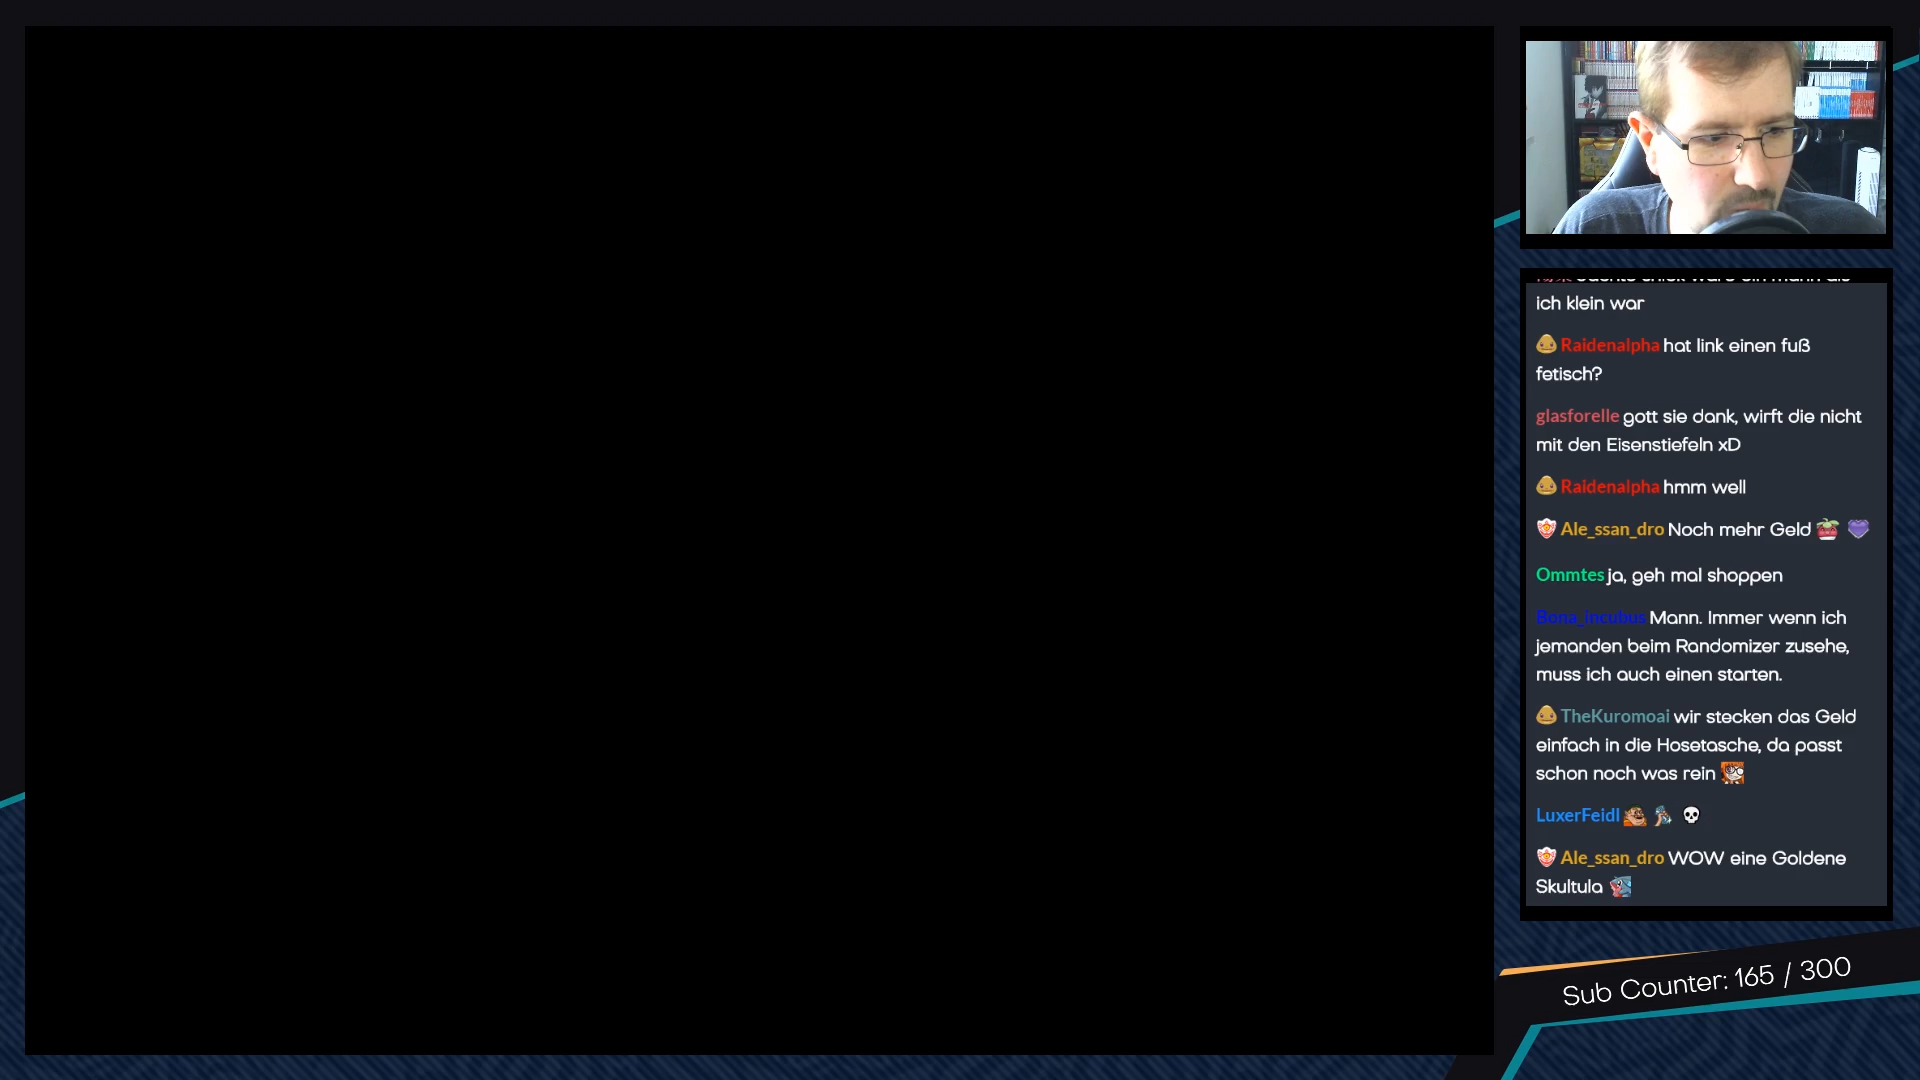 ich klein war
Raidenalpha hat link einen fuß
fetisch?
glasforelle gott sie dank, wirft die nicht
mit den Eisenstiefeln xD
Raidenalpha hmm well
Ale_ssan_dro Noch mehr Geld
Ommtes ja, geh mal shoppen
Bona_incubus Mann. Immer wenn ich
jemanden beim Randomizer zusehe,
muss ich auch einen starten.
TheKuromoai wir stecken das Geld
einfach in die Hosetasche, da passt
schon noch was rein
LuxerFeidl
Ale_ssan_dro WOW eine Goldene
Skultula
Sub Counter: 165 / 300